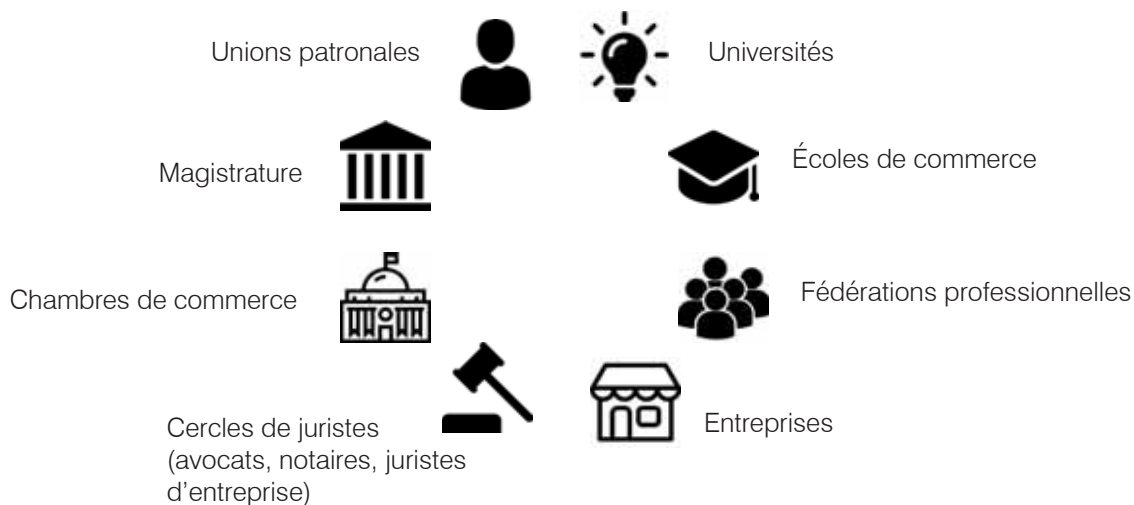 Unions patronales
Universités
Magistrature
Écoles de commerce
Chambres de commerce
Fédérations professionnelles
Cercles de juristes
(avocats, notaires, juristes
d’entreprise)
Entreprises